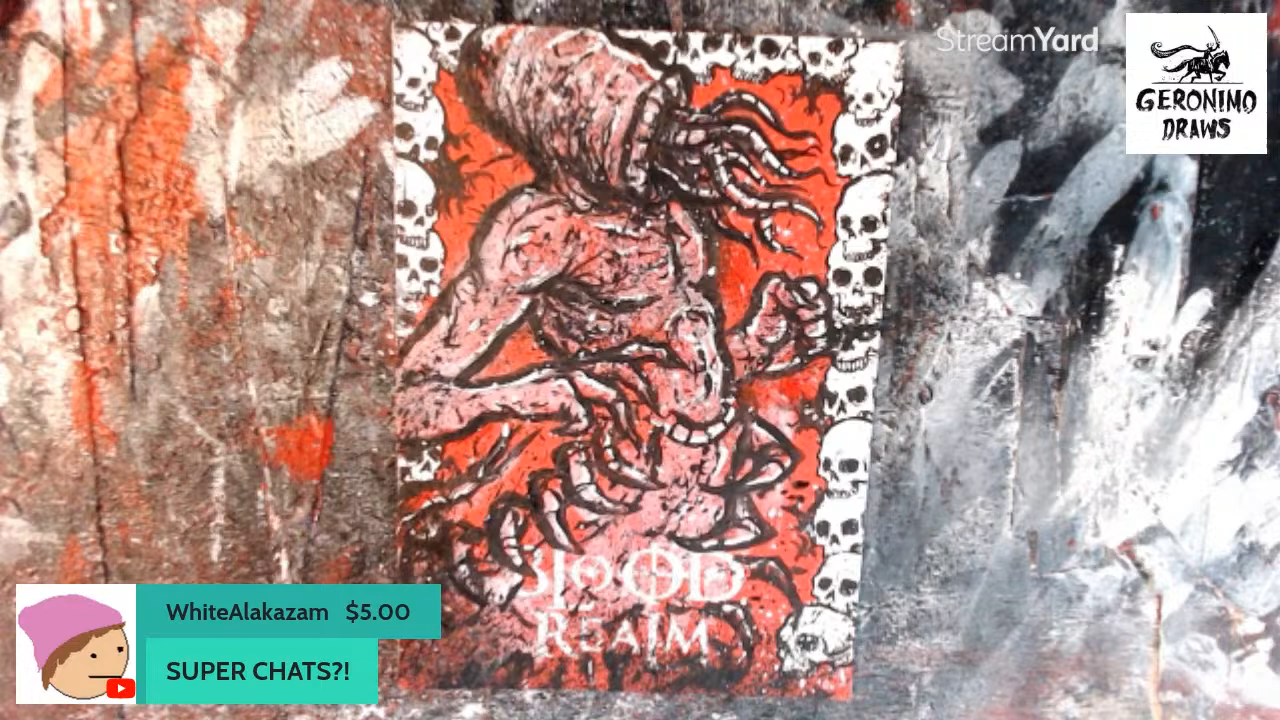 StreamYard
GERONIMO
DRAWS
BLOOD
REALM
WhiteAlakazam $5.00
SUPER CHATS?!